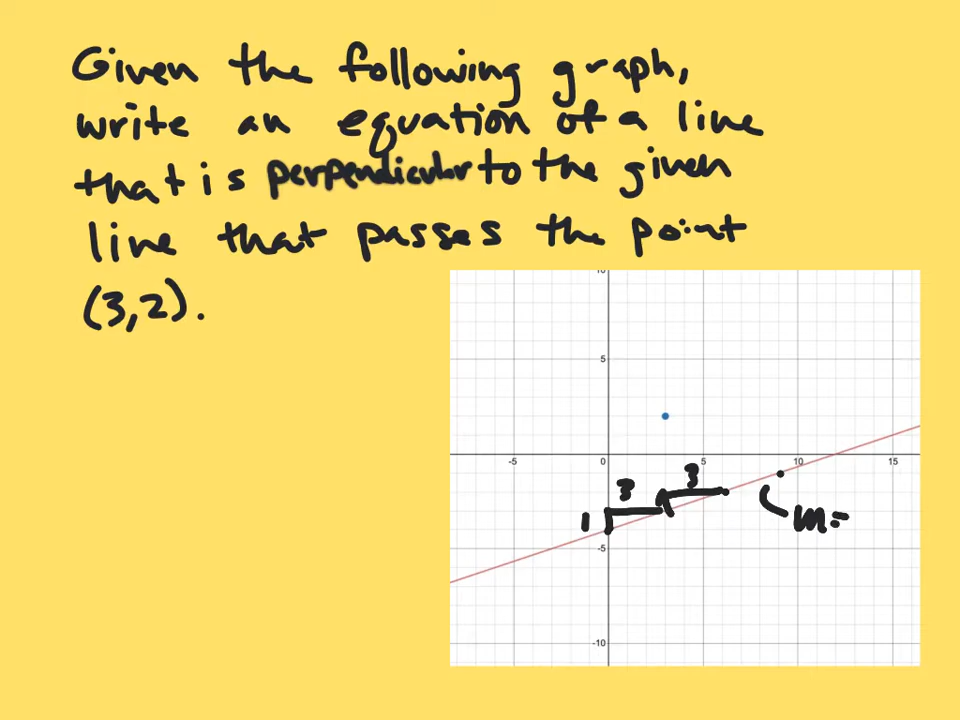 Given the following graph,
write an equation of a line
that is perpendicular to the given
line that passes the point
(3,2).
10
5
-5 0 5 10 15
3
3
1
m=
-5
-10